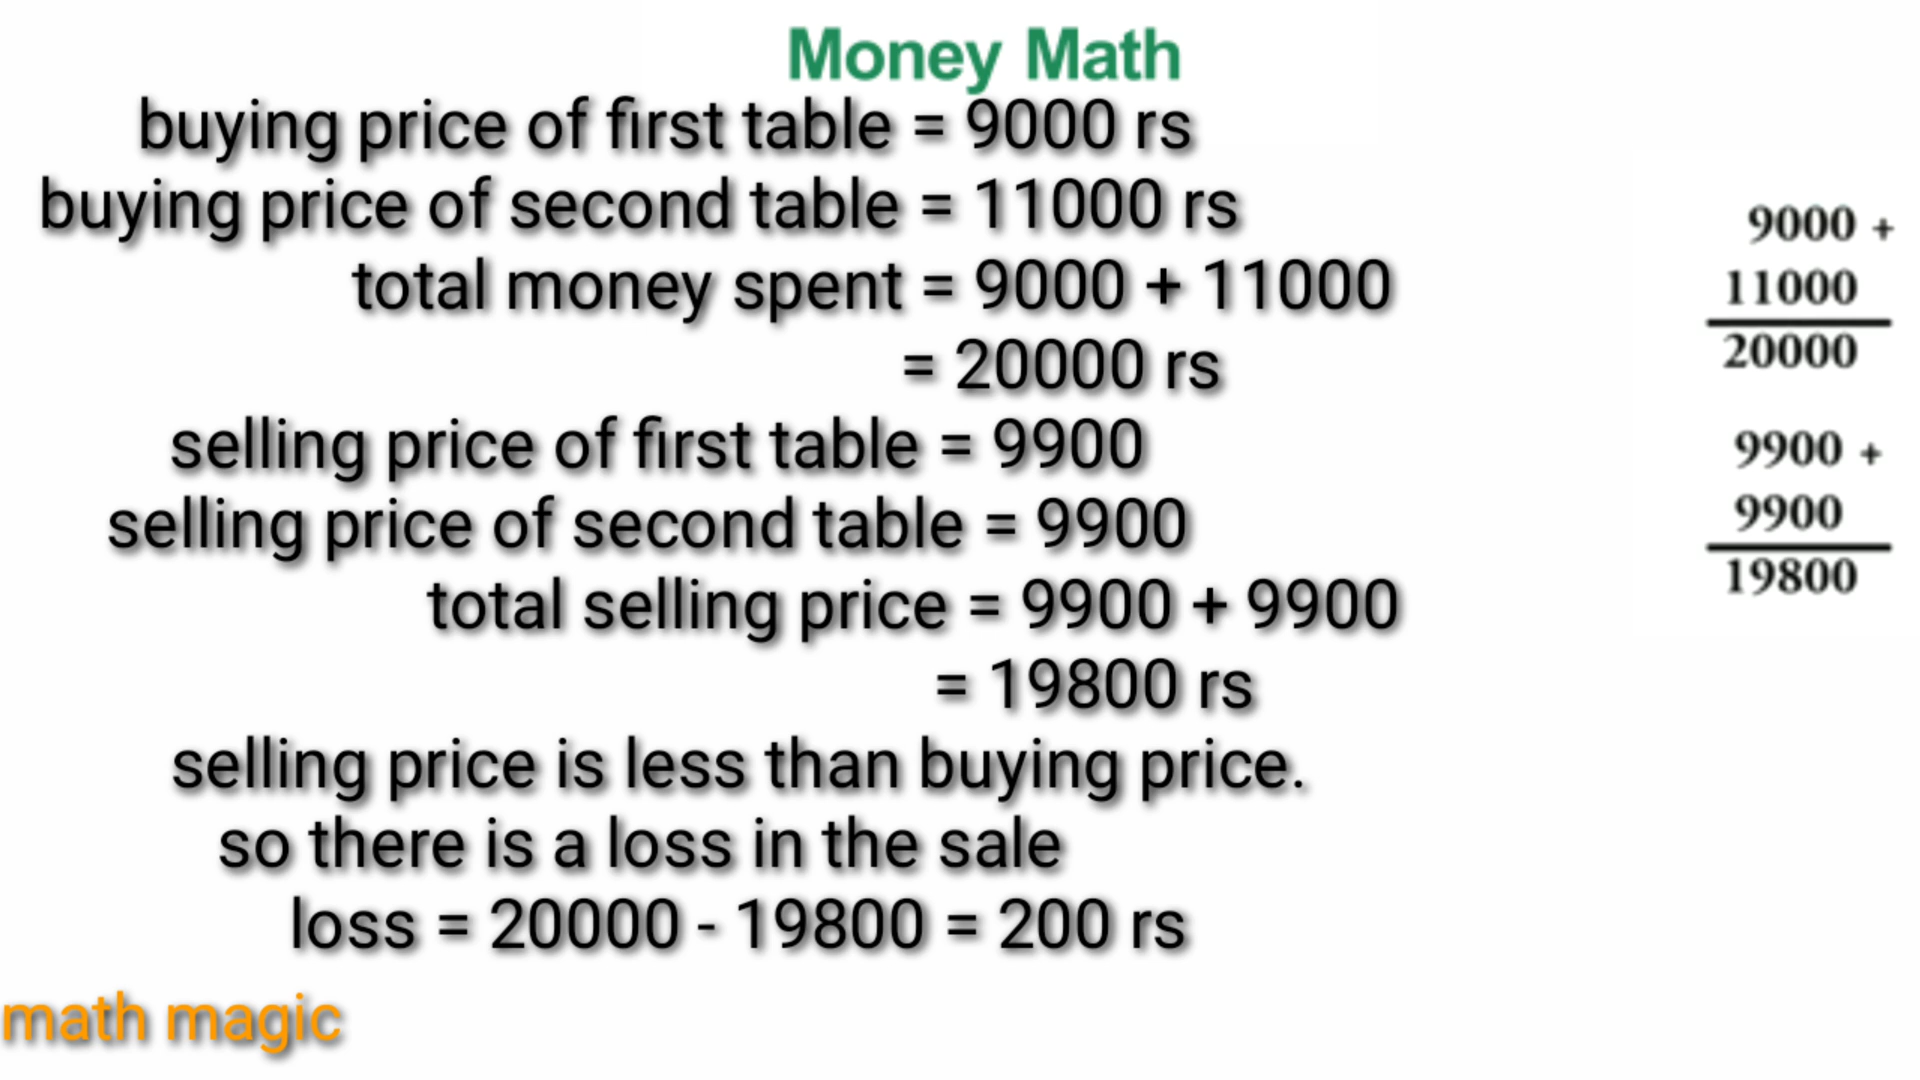 Money Math
buying price of first table = 9000 rs
buying price of second table = 11000 rs
total money spent = 9000 + 11000
= 20000 rs
selling price of first table = 9900
selling price of second table = 9900
total selling price = 9900 + 9900
= 19800 rs
selling price is less than buying price.
so there is a loss in the sale
loss = 20000 - 19800 = 200 rs
9000 +
11000
20000
9900 +
9900
19800
math magic